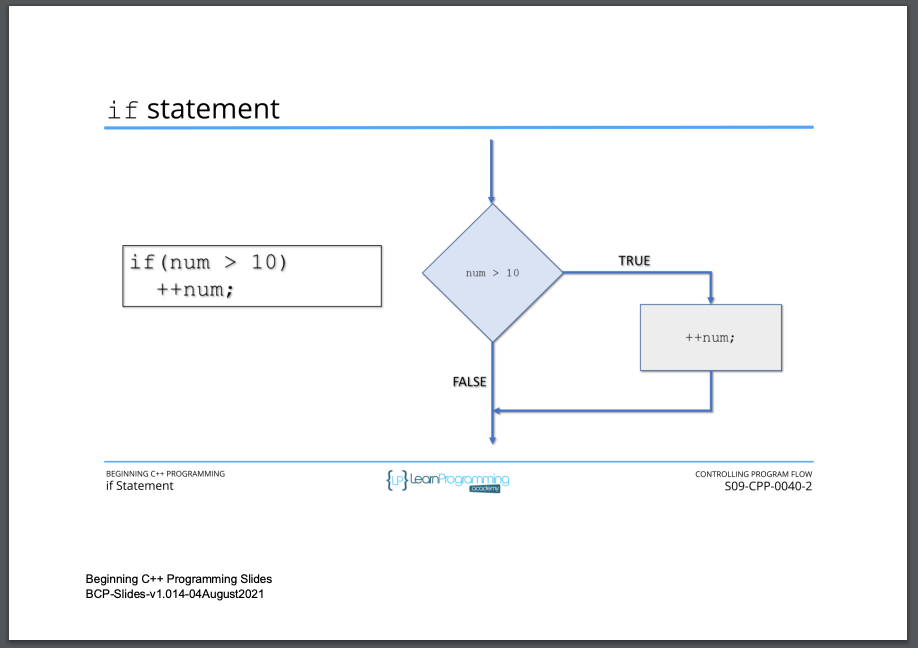 if statement
if(num > 10)
++num;
num > 10
TRUE
++num;
FALSE
BEGINNING C++ PROGRAMMING
if Statement
{LP}LearnProgramming
academy
CONTROLLING PROGRAM FLOW
S09-CPP-0040-2
Beginning C++ Programming Slides
BCP-Slides-v1.014-04August2021